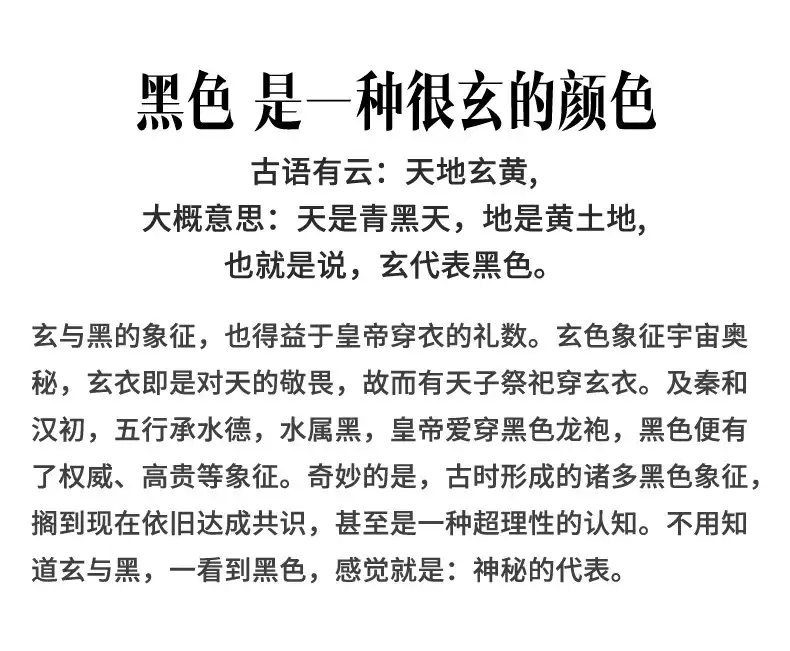 黑色 是一种很玄的颜色
古语有云：天地玄黄,
大概意思：天是青黑天，地是黄土地,
也就是说，玄代表黑色。
玄与黑的象征，也得益于皇帝穿衣的礼数。玄色象征宇宙奥
秘，玄衣即是对天的敬畏，故而有天子祭祀穿玄衣。及秦和
汉初，五行承水德，水属黑，皇帝爱穿黑色龙袍，黑色便有
了权威、高贵等象征。奇妙的是，古时形成的诸多黑色象征，
搁到现在依旧达成共识，甚至是一种超理性的认知。不用知
道玄与黑，一看到黑色，感觉就是：神秘的代表。